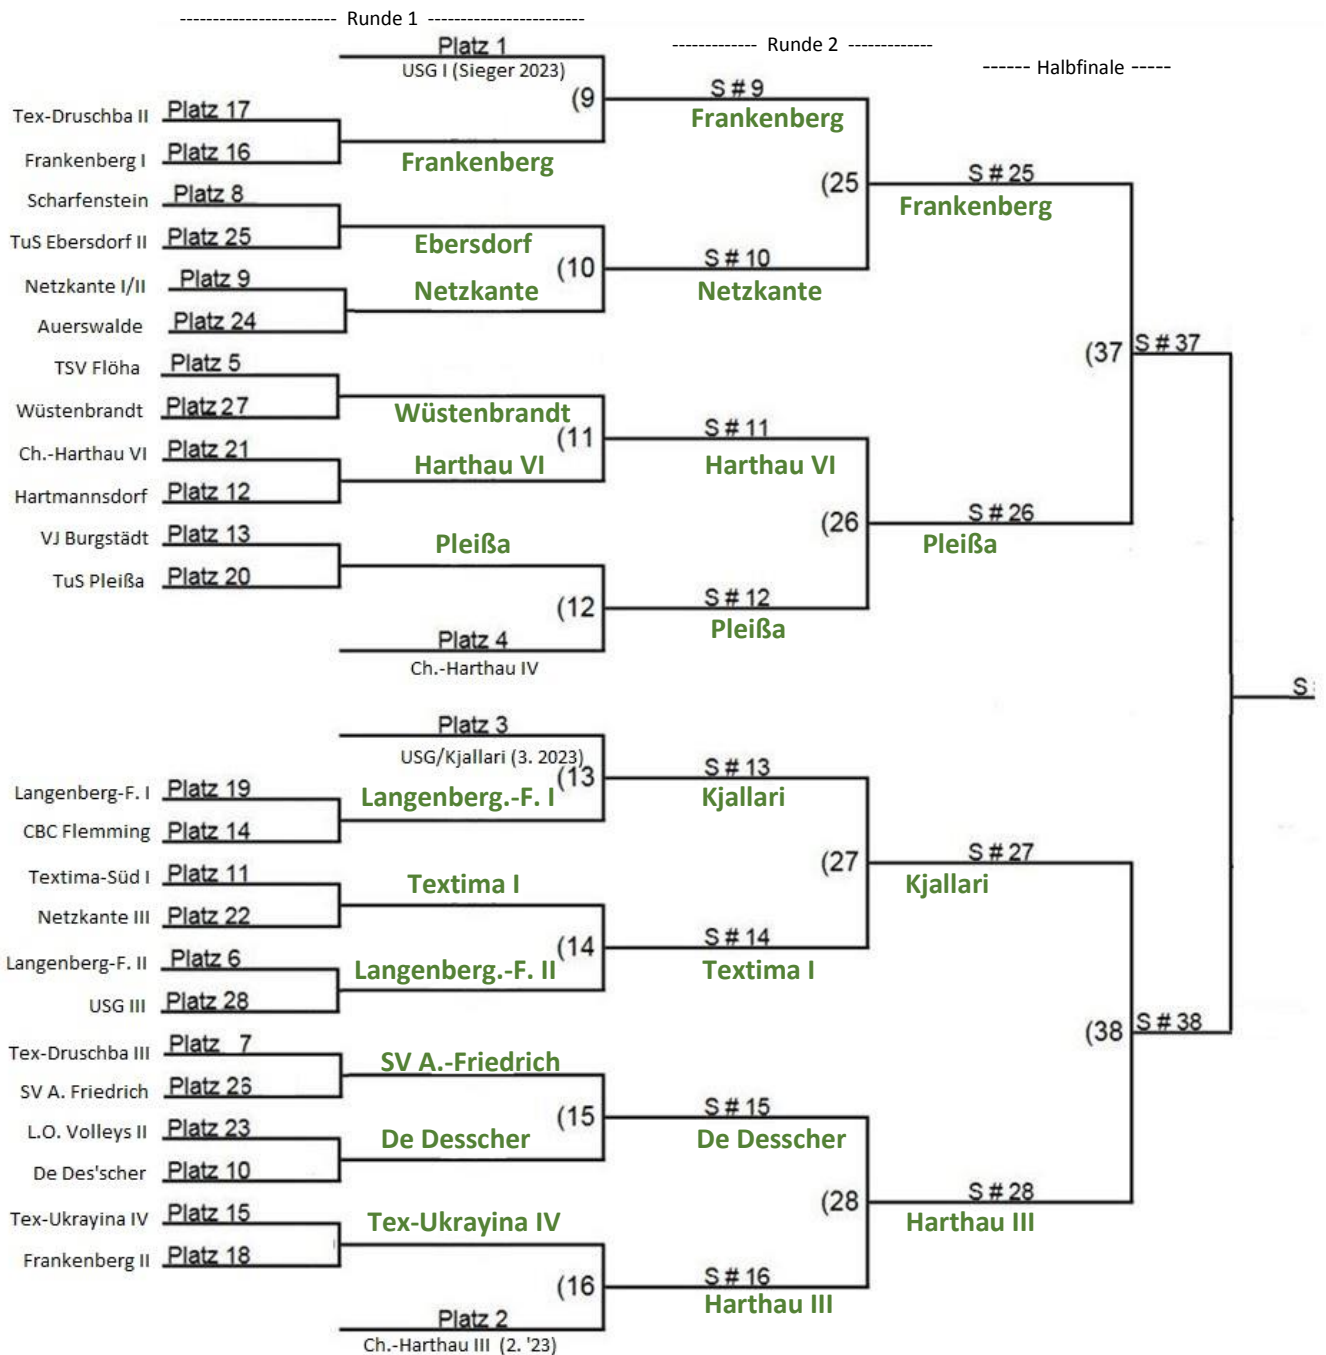 ----------------------- Runde 1 -----------------------
------------- Runde 2 -------------
------ Halbfinale -----
Platz 1
USG I (Sieger 2023)
(9
S # 9
Frankenberg
Tex-Druschba II Platz 17
Frankenberg I Platz 16
Frankenberg
(25
S # 25
Frankenberg
Scharfenstein Platz 8
TuS Ebersdorf II Platz 25
Ebersdorf
(10
S # 10
Netzkante
Netzkante I/II Platz 9
Netzkante
Auerswalde Platz 24
(37
S # 37
TSV Flöha Platz 5
Wüstenbrandt Platz 27
Wüstenbrandt
(11
S # 11
Harthau VI
Ch.-Harthau VI Platz 21
Harthau VI
Hartmannsdorf Platz 12
(26
S # 26
Pleißa
VJ Burgstädt Platz 13
Pleißa
TuS Pleißa Platz 20
(12
S # 12
Pleißa
Platz 4
Ch.-Harthau IV
S
Platz 3
USG/Kjallari (3. 2023)
(13
S # 13
Kjallari
Langenberg-F. I Platz 19
Langenberg.-F. I
CBC Flemming Platz 14
(27
S # 27
Kjallari
Textima-Süd I Platz 11
Textima I
Netzkante III Platz 22
(14
S # 14
Textima I
Langenberg-F. II Platz 6
Langenberg.-F. II
USG III Platz 28
(38
S # 38
Tex-Druschba III Platz 7
SV A.-Friedrich
SV A. Friedrich Platz 26
(15
S # 15
De Desscher
L.O. Volleys II Platz 23
De Desscher
De Des'scher Platz 10
(28
S # 28
Harthau III
Tex-Ukrayina IV Platz 15
Tex-Ukrayina IV
Frankenberg II Platz 18
(16
S # 16
Harthau III
Platz 2
Ch.-Harthau III (2. '23)